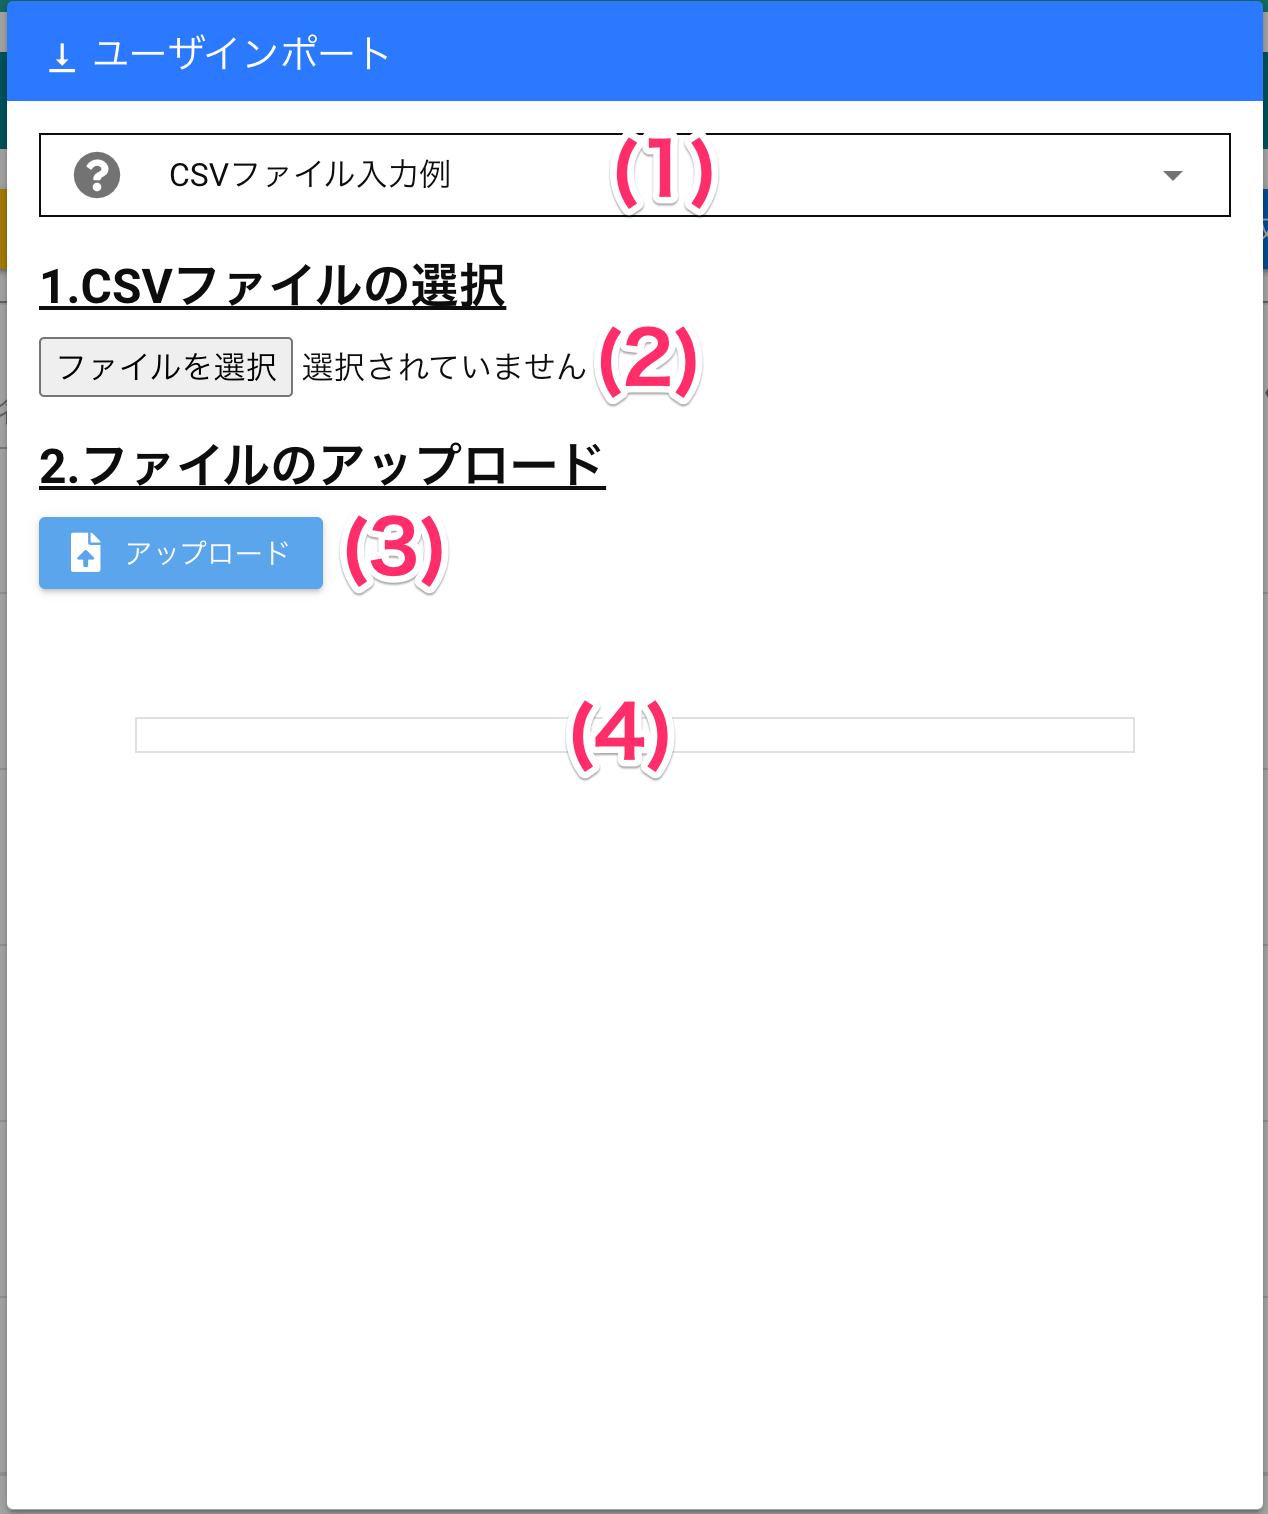 ユーザインポート
CSVファイル入力例 (1)
1.CSVファイルの選択
ファイルを選択 選択されていません (2)
2.ファイルのアップロード
アップロード (3)
(4)